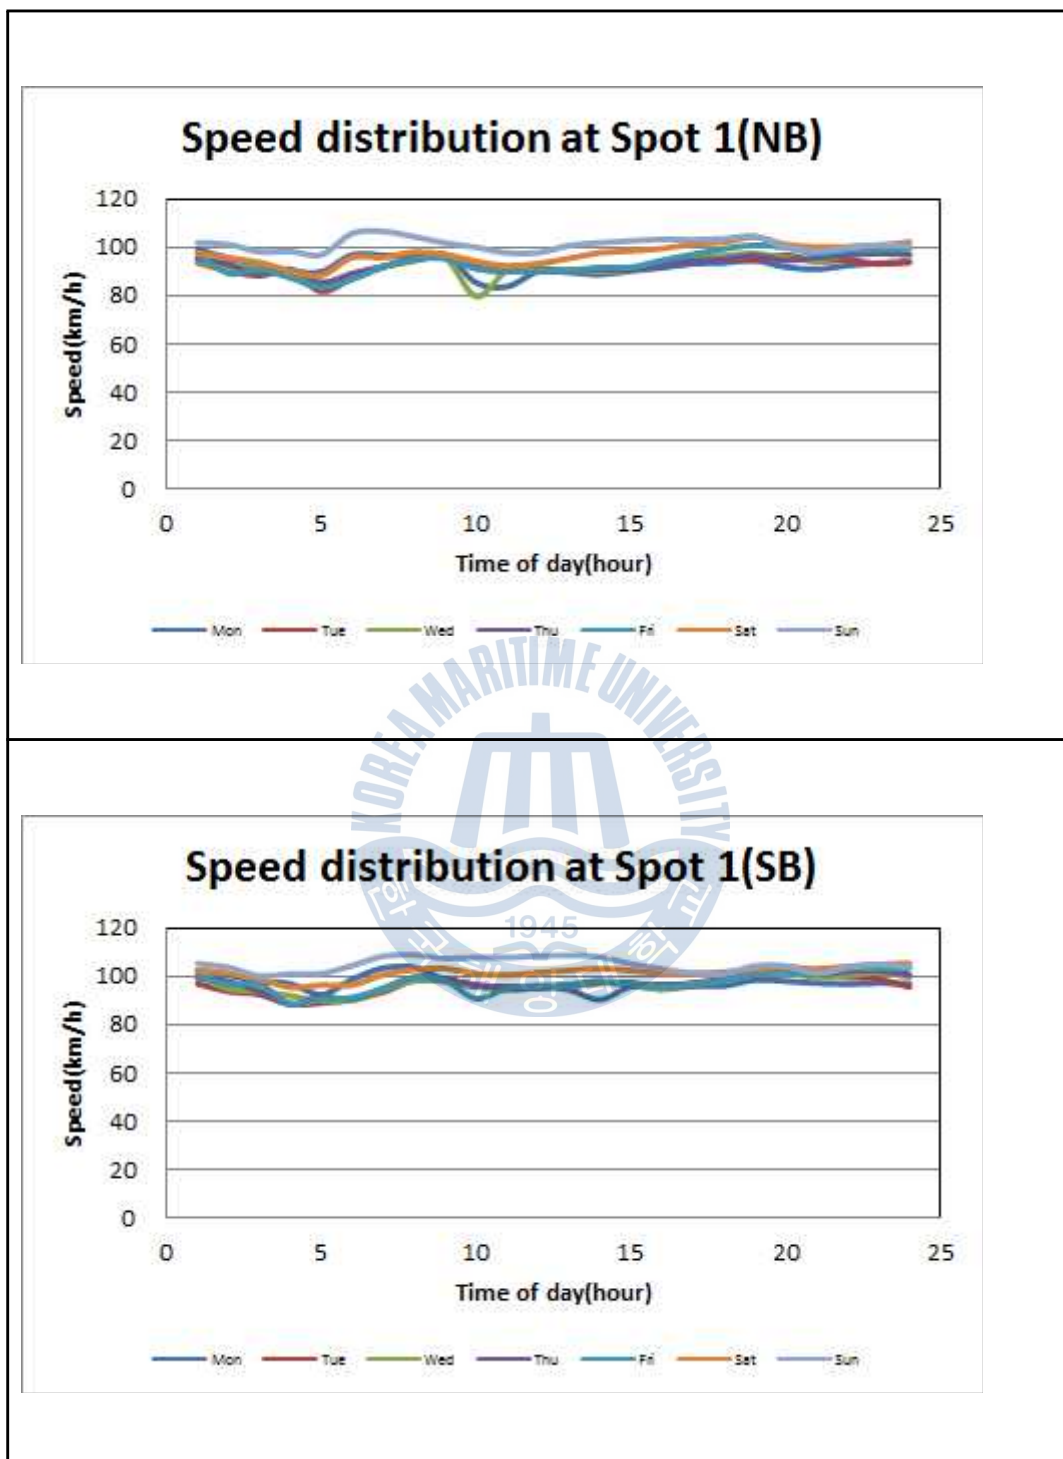 Speed distribution at Spot 1(NB)
120
100
80
60
40
20
0
Speed(km/h)
0 5 10 15 20 25
Time of day(hour)
Mon Tue Wed Thu Fri Sat Sun
KOREA MARITIME UNIVERSITY
Speed distribution at Spot 1(SB)
1945
120
100
80
60
40
20
0
Speed(km/h)
0 5 10 15 20 25
Time of day(hour)
Mon Tue Wed Thu Fri Sat Sun